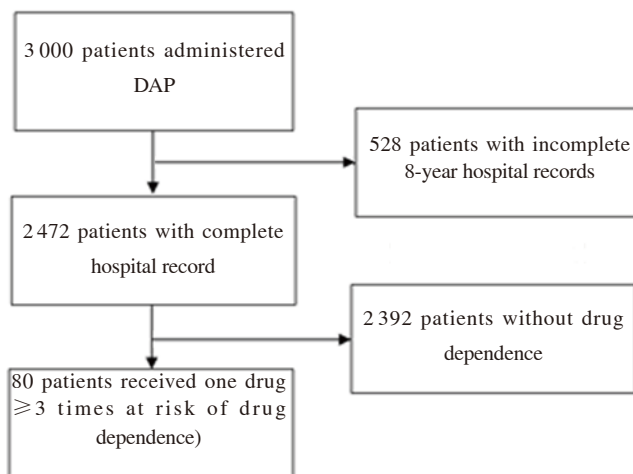 3 000 patients administered
DAP
528 patients with incomplete
8-year hospital records
2 472 patients with complete
hospital record
2 392 patients without drug
dependence
80 patients received one drug
≥3 times at risk of drug
dependence)